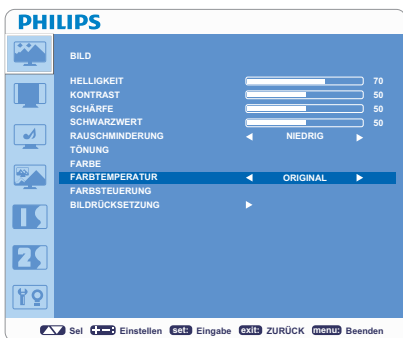 PHILIPS
BILD
HELLIGKEIT 70
KONTRAST 50
SCHÄRFE
SCHWARZWERT 50
RAUSCHMINDERUNG NIEDRIG
TÖNUNG
FARBE
FARBTEMPERATUR ORIGINAL
FARBSTEUERUNG
BILDRÜCKSETZUNG
Sel Einstellen set: Eingabe exit: ZURÜCK menu: Beenden